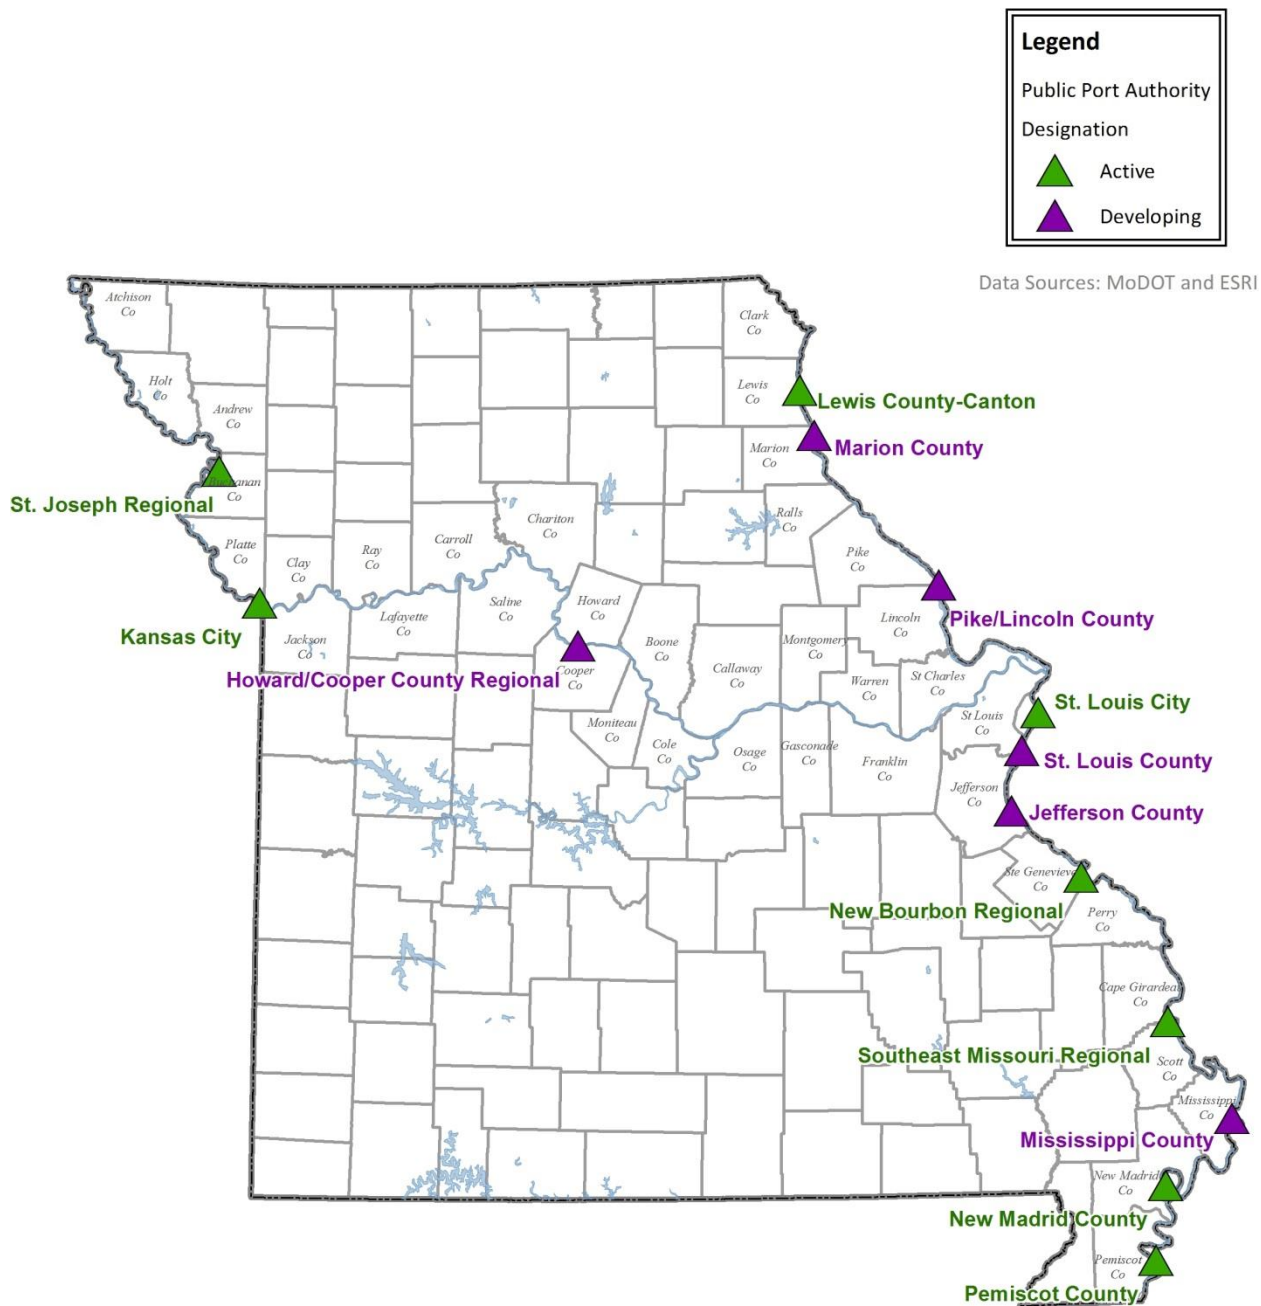 Legend
Public Port Authority
Designation
Active
Developing
Data Sources: MoDOT and ESRI
Atchison
Co
Clark
Co
Holt
Co
Lewis
Co
Lewis County-Canton
Andrew
Co
Marion County
Marion
Co
Buchanan
Co
St. Joseph Regional
Chariton
Co
Ralls
Co
Platte
Co
Carroll
Co
Ray
Co
Clay
Co
Pike
Co
Saline
Co
Howard
Co
Lafayette
Co
Lincoln
Co
Pike/Lincoln County
Kansas City
Jackson
Co
Boone
Co
Montgomery
Co
Callaway
Co
Howard/Cooper County Regional
Cooper
Co
Warren
Co
St Charles
Co
St. Louis City
Moniteau
Co
St Louis
Co
Cole
Co
Osage
Co
Gasconade
Co
Franklin
Co
St. Louis County
Jefferson
Co
Jefferson County
Ste Genevieve
Co
New Bourbon Regional
Perry
Co
Cape Girardeau
Co
Southeast Missouri Regional
Scott
Co
Mississippi
Co
Mississippi County
New Madrid
Co
New Madrid County
Pemiscot
Co
Pemiscot County